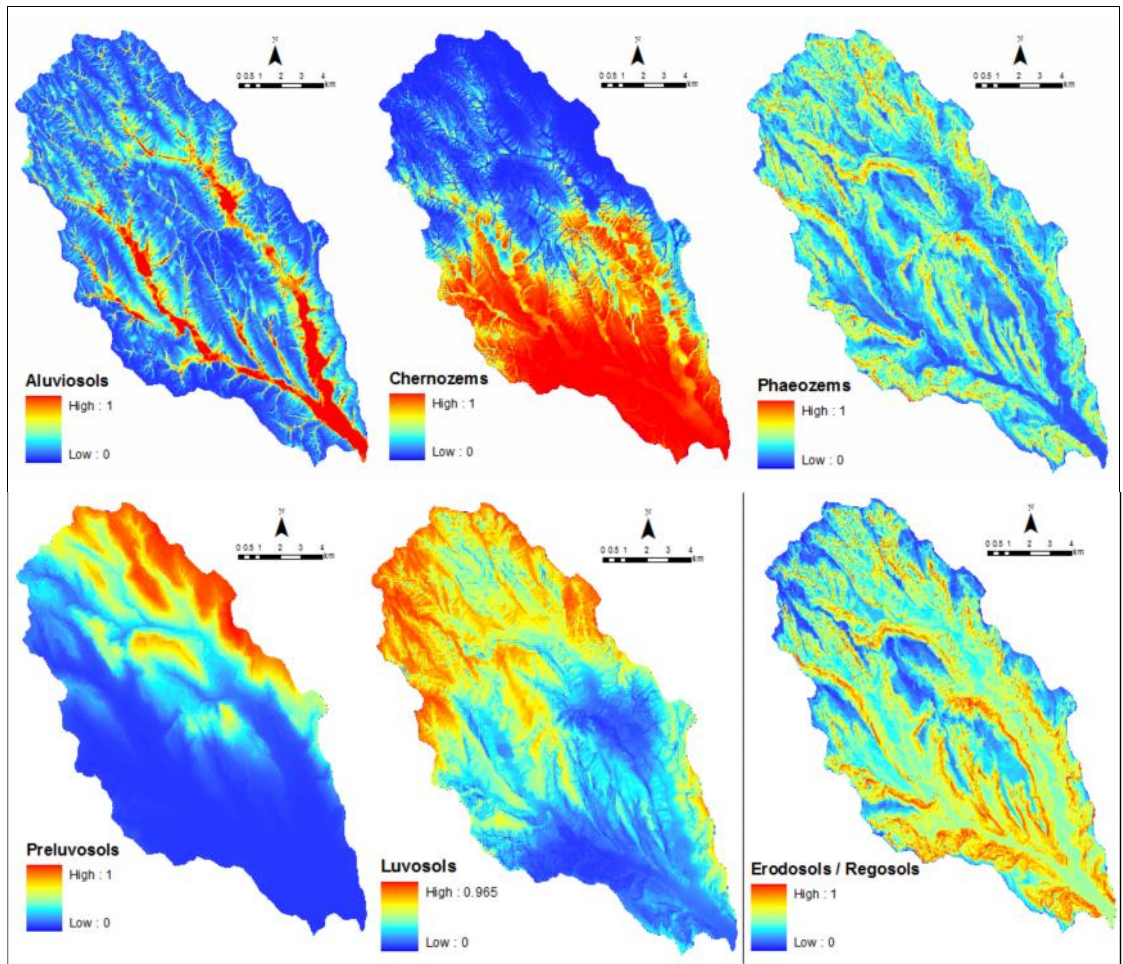 N
0 0.5 1 2 3 4
km
Aluviosols
High : 1
Low : 0
N
0 0.5 1 2 3 4
km
Chernozems
High : 1
Low : 0
N
0 0.5 1 2 3 4
km
Phaeozems
High : 1
Low : 0
N
0 0.5 1 2 3 4
km
Preluvosols
High : 1
Low : 0
N
0 0.5 1 2 3 4
km
Luvosols
High : 0.965
Low : 0
N
0 0.5 1 2 3 4
km
Erodosols / Regosols
High : 1
Low : 0